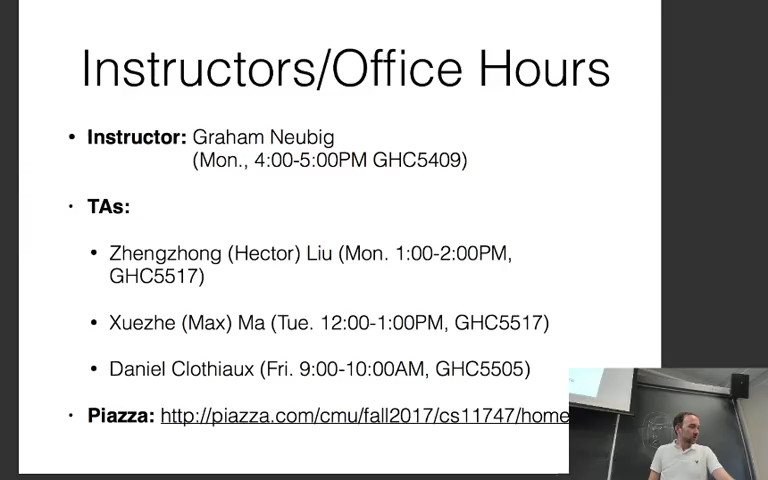 Instructors/Office Hours
• Instructor: Graham Neubig
(Mon., 4:00-5:00PM GHC5409)
• TAs:
• Zhengzhong (Hector) Liu (Mon. 1:00-2:00PM,
GHC5517)
• Xuezhe (Max) Ma (Tue. 12:00-1:00PM, GHC5517)
• Daniel Clothiaux (Fri. 9:00-10:00AM, GHC5505)
• Piazza: http://piazza.com/cmu/fall2017/cs11747/home